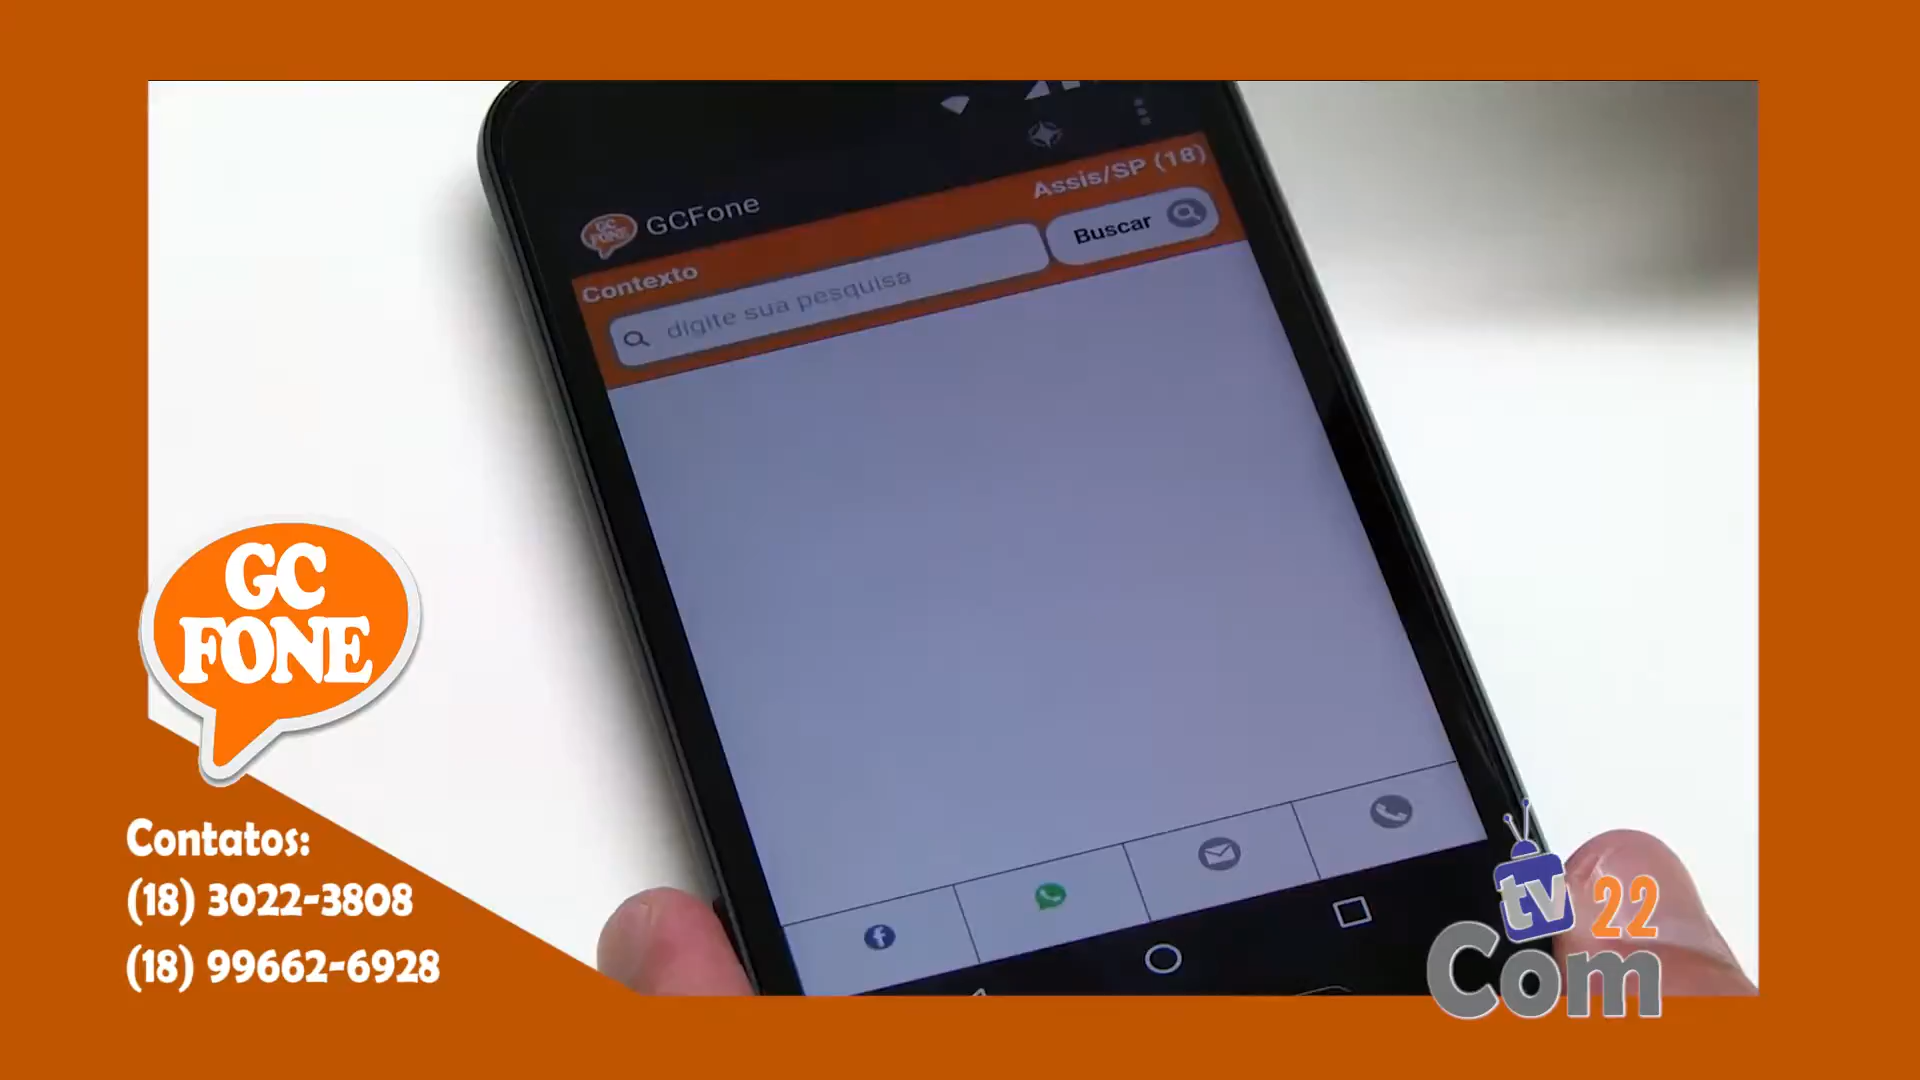 GCFone
Assis/SP (18)
Contexto
digite sua pesquisa
Buscar
GC
FONE
Contatos:
(18) 3022-3808
(18) 99662-6928
tv 22
Com